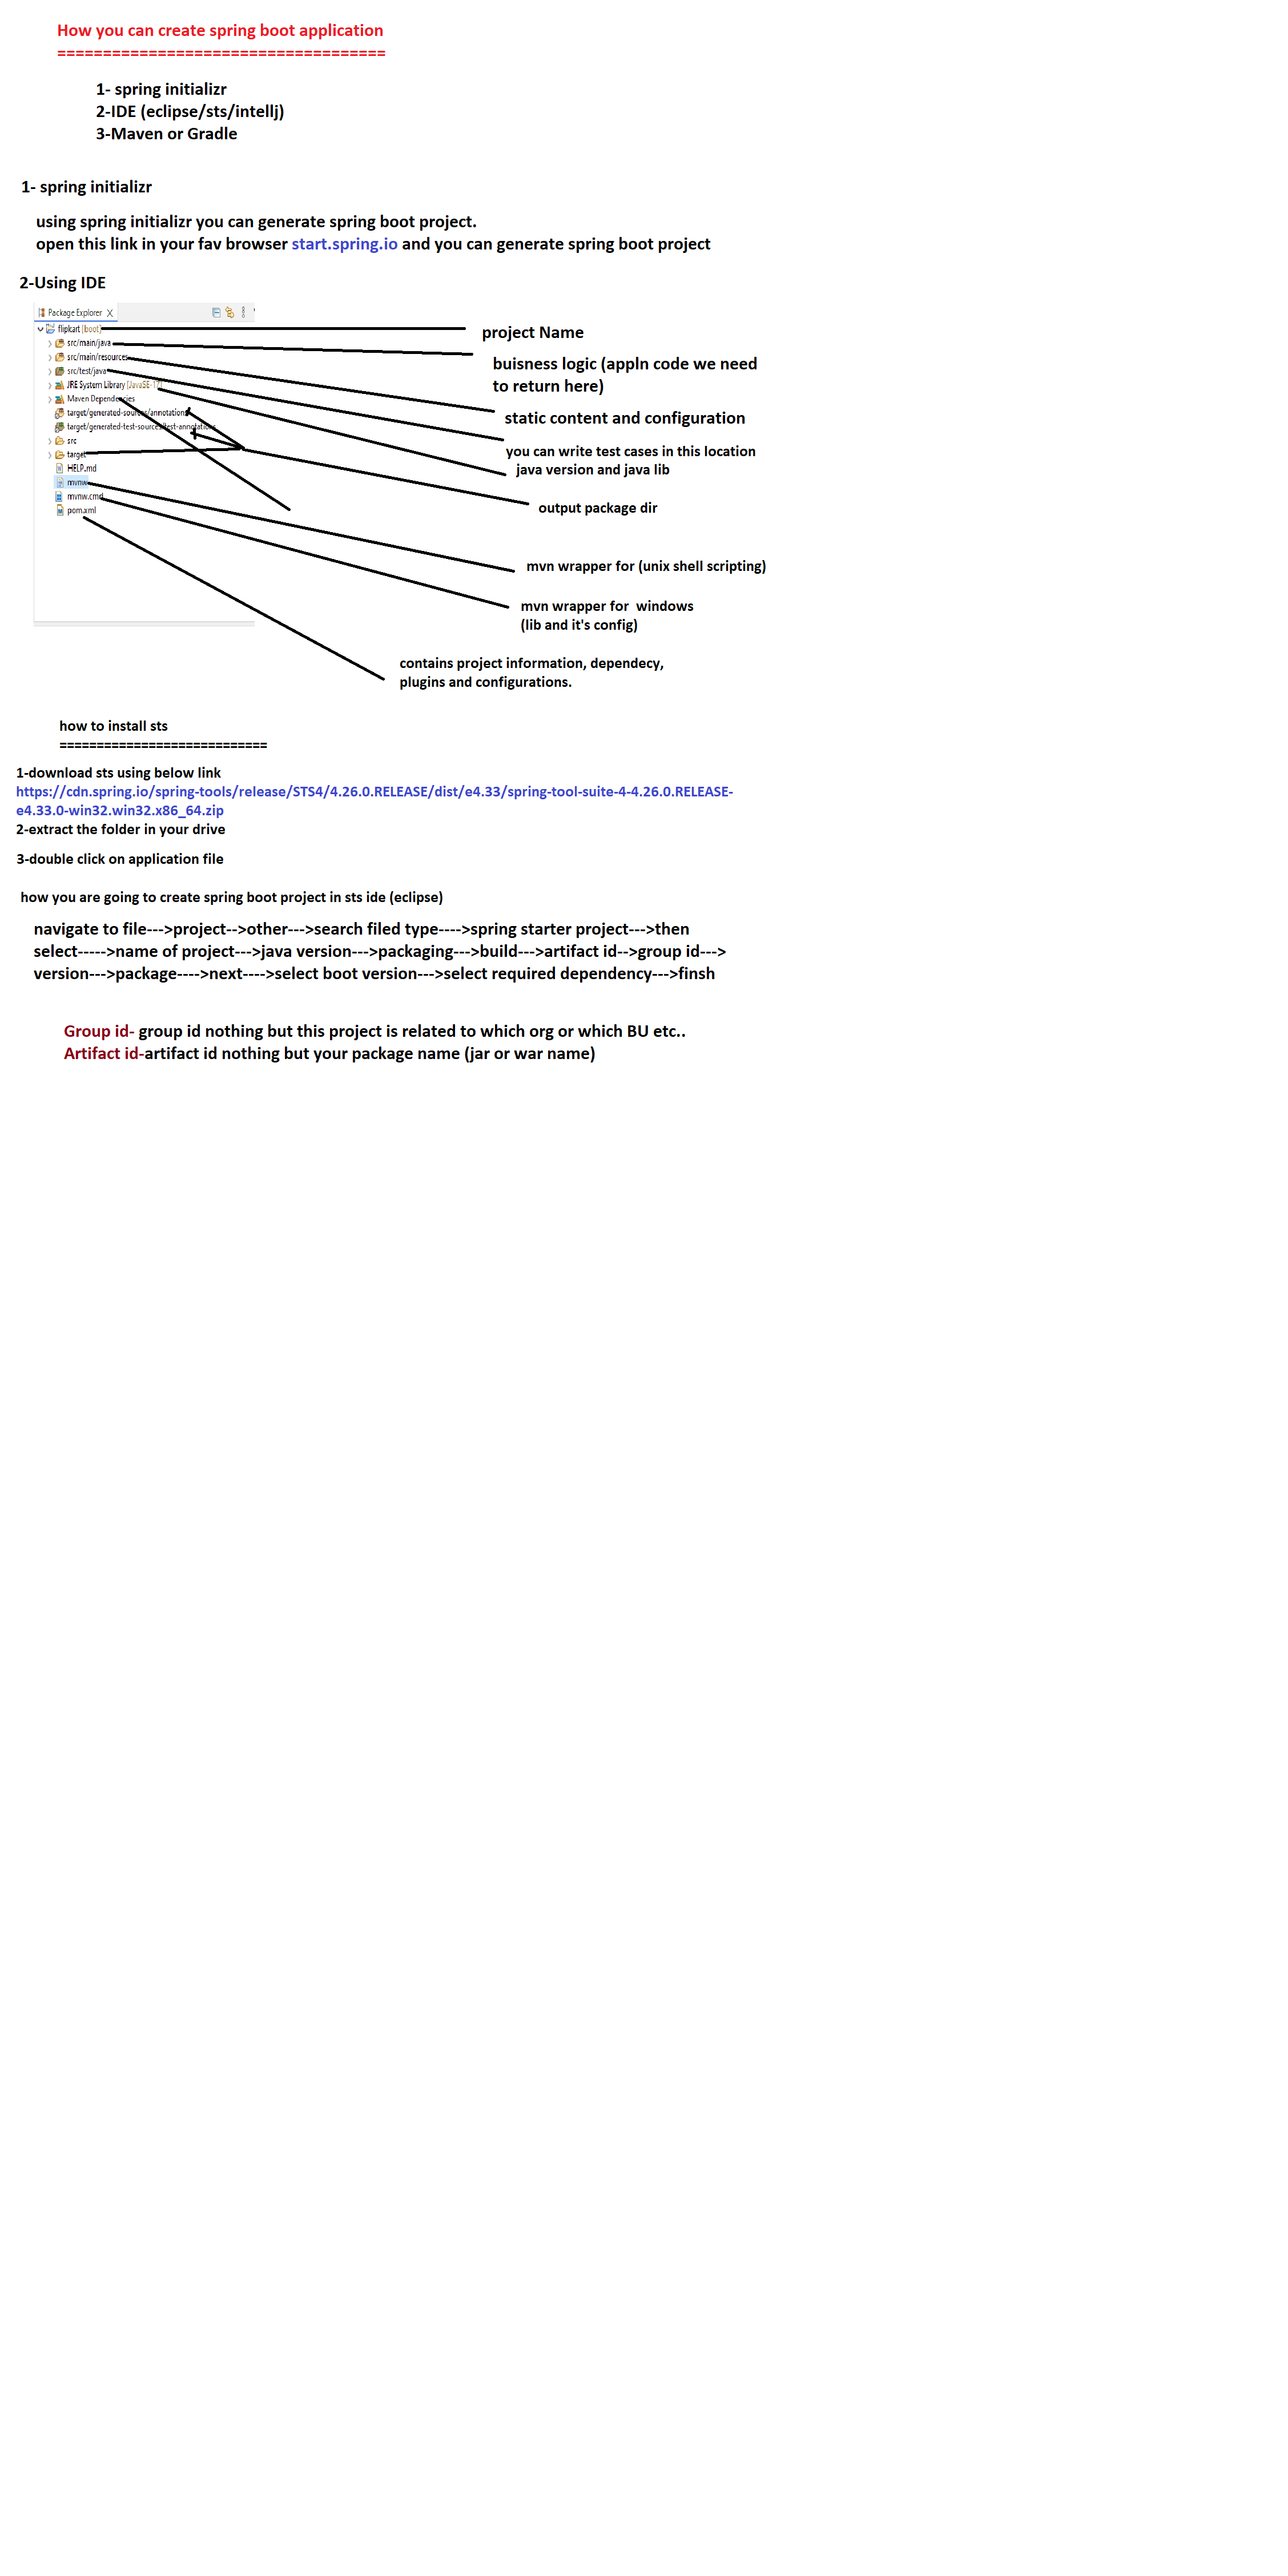 How you can create spring boot application
====================================
1- spring initializr
2-IDE (eclipse/sts/intellj)
3-Maven or Gradle
1- spring initializr
using spring initializr you can generate spring boot project.
open this link in your fav browser start.spring.io and you can generate spring boot project
2-Using IDE
Package Explorer
flipkart [boot]
project Name
src/main/java
buisness logic (appln code we need
to return here)
src/main/resources
static content and configuration
src/test/java
you can write test cases in this location
JRE System Library [JavaSE-17]
java version and java lib
Maven Dependencies
target/generated-sources/annotations
target/generated-test-sources/test-annotations
src
target
output package dir
HELP.md
mvnw
mvn wrapper for (unix shell scripting)
mvnw.cmd
mvn wrapper for  windows
(lib and it's config)
pom.xml
contains project information, dependecy,
plugins and configurations.
how to install sts
============================
1-download sts using below link
https://cdn.spring.io/spring-tools/release/STS4/4.26.0.RELEASE/dist/e4.33/spring-tool-suite-4-4.26.0.RELEASE-
e4.33.0-win32.win32.x86_64.zip
2-extract the folder in your drive
3-double click on application file
how you are going to create spring boot project in sts ide (eclipse)
navigate to file--->project-->other--->search filed type---->spring starter project--->then
select----->name of project--->java version--->packaging--->build--->artifact id-->group id--->
version--->package---->next---->select boot version--->select required dependency--->finsh
Group id- group id nothing but this project is related to which org or which BU etc..
Artifact id-artifact id nothing but your package name (jar or war name)